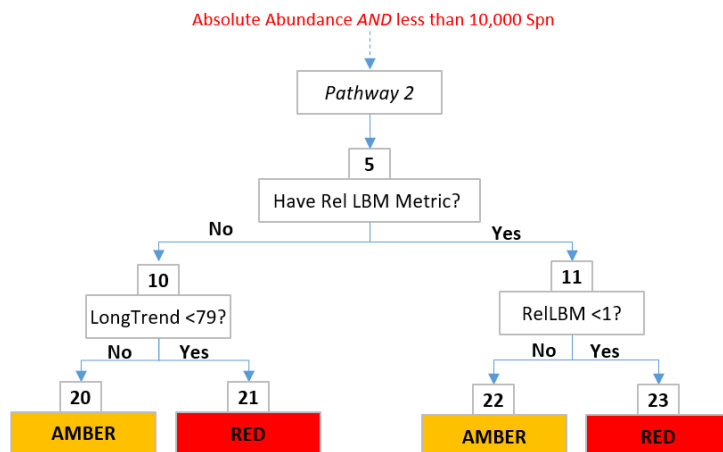 Absolute Abundance AND less than 10,000 Spn
Pathway 2
5
Have Rel LBM Metric?
No
Yes
10
11
LongTrend <79?
RelLBM <1?
No
Yes
No
Yes
20
21
22
23
AMBER
RED
AMBER
RED